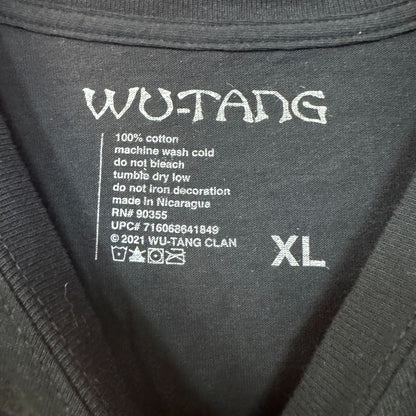 WU-TANG
100% cotton
machine wash cold
do not bleach
tumble dry low
do not iron decoration
made in Nicaragua
RN# 90355
UPC# 716068641849
© 2021 WU-TANG CLAN
XL